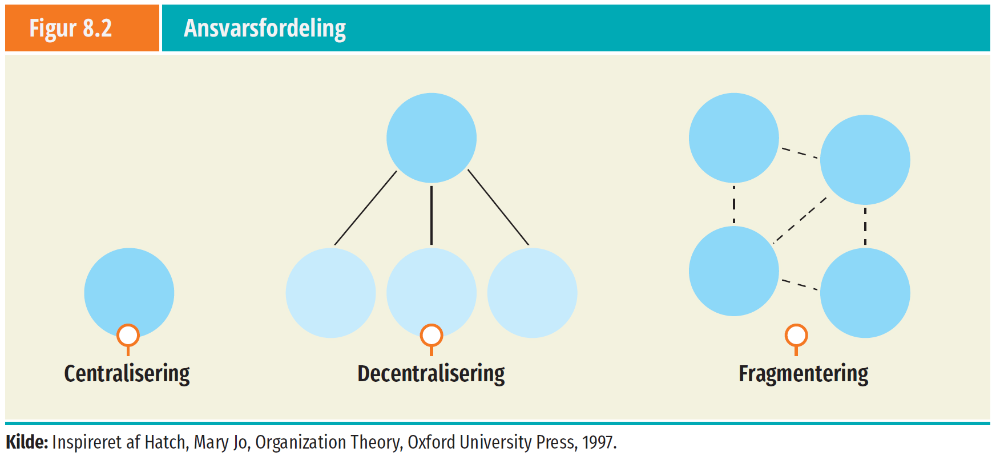 Figur 8.2
Ansvarsfordeling
Centralisering
Decentralisering
Fragmentering
Kilde: Inspireret af Hatch, Mary Jo, Organization Theory, Oxford University Press, 1997.